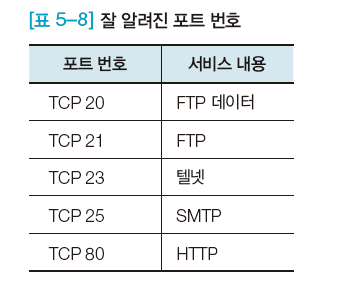 [표 5–8] 잘 알려진 포트 번호
포트 번호 서비스 내용
TCP 20 FTP 데이터
TCP 21 FTP
TCP 23 텔넷
TCP 25 SMTP
TCP 80 HTTP